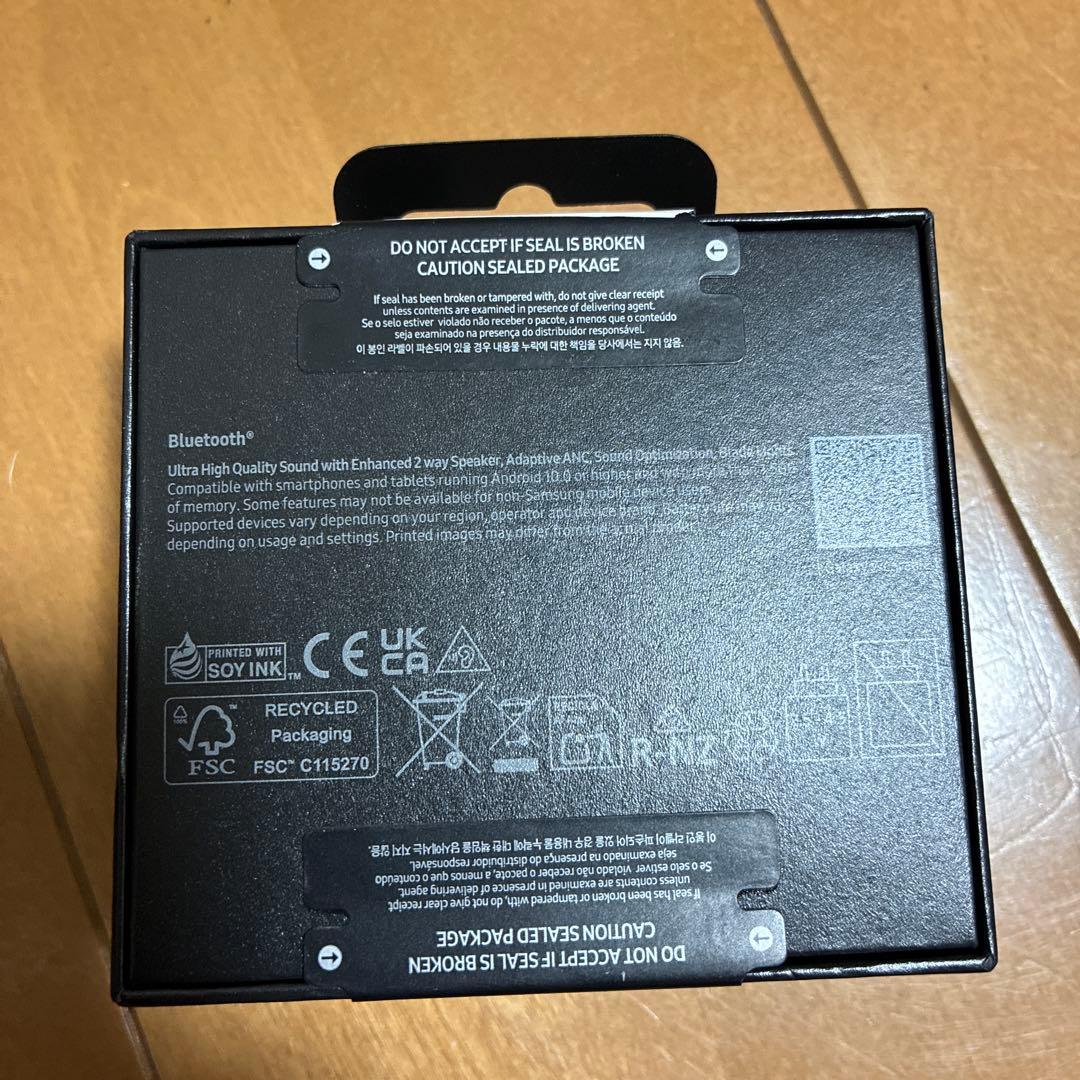 DO NOT ACCEPT IF SEAL IS BROKEN
CAUTION SEALED PACKAGE
If seal has been broken or tampered with, do not give clear receipt
unless contents are examined in presence of delivering agent.
Se o selo estiver violado não receber o pacote, a menos que o conteúdo
seja examinado na presença do distribuidor responsável.
이 봉인 라벨이 파손되어 있을 경우 내용물 누락에 대한 책임을 당사에서는 지지 않음.
Bluetooth®
Ultra High Quality Sound with Enhanced 2 way Speaker, Adaptive ANC, Sound Optimization, Blade Lights
Compatible with smartphones and tablets running Android 10.0 or higher and
of memory. Some features may not be available for non-Samsung mobile device users.
Supported devices vary depending on your region, operator and device brand.
depending on usage and settings. Printed images may differ from the actual product.
PRINTED WITH
SOY INK™
CE
UK
CA
100%
FSC
RECYCLED
Packaging
FSC™ C115270
R-NZ
이 봉인 라벨이 파손되어 있을 경우 내용물 누락에 대한 책임을 당사에서는 지지 않음.
seja examinado na presença do distribuidor responsável.
Se o selo estiver violado não receber o pacote, a menos que o conteúdo
unless contents are examined in presence of delivering agent.
If seal has been broken or tampered with, do not give clear receipt
CAUTION SEALED PACKAGE
DO NOT ACCEPT IF SEAL IS BROKEN